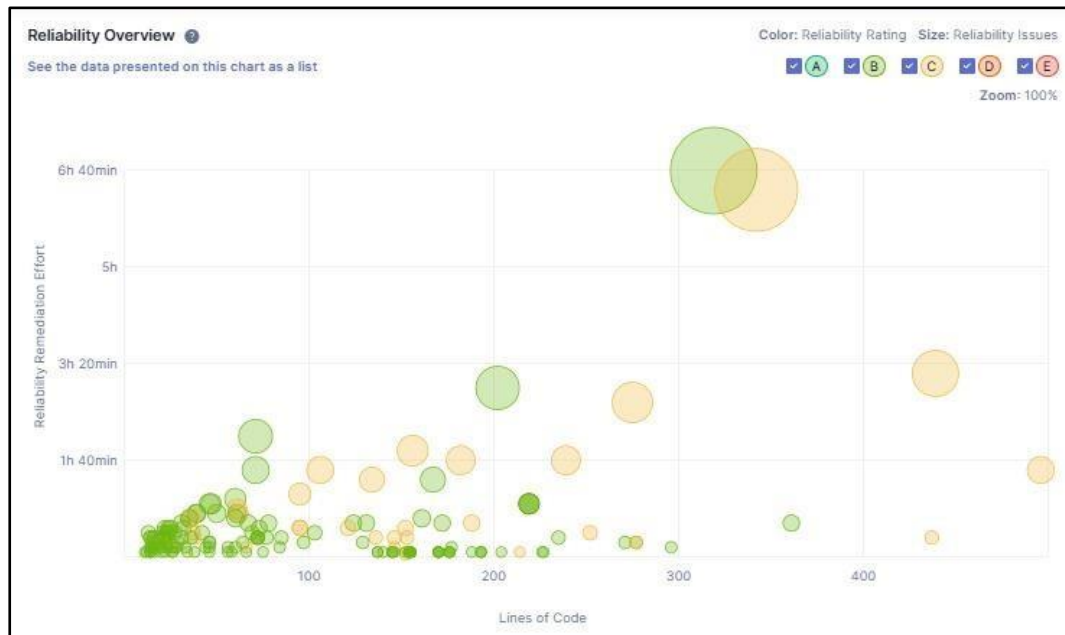 Reliability Overview ?
Color: Reliability Rating Size: Reliability Issues
See the data presented on this chart as a list
A B C D E
Zoom: 100%
6h 40min
5h
3h 20min
1h 40min
Reliability Remediation Effort
100 200 300 400
Lines of Code